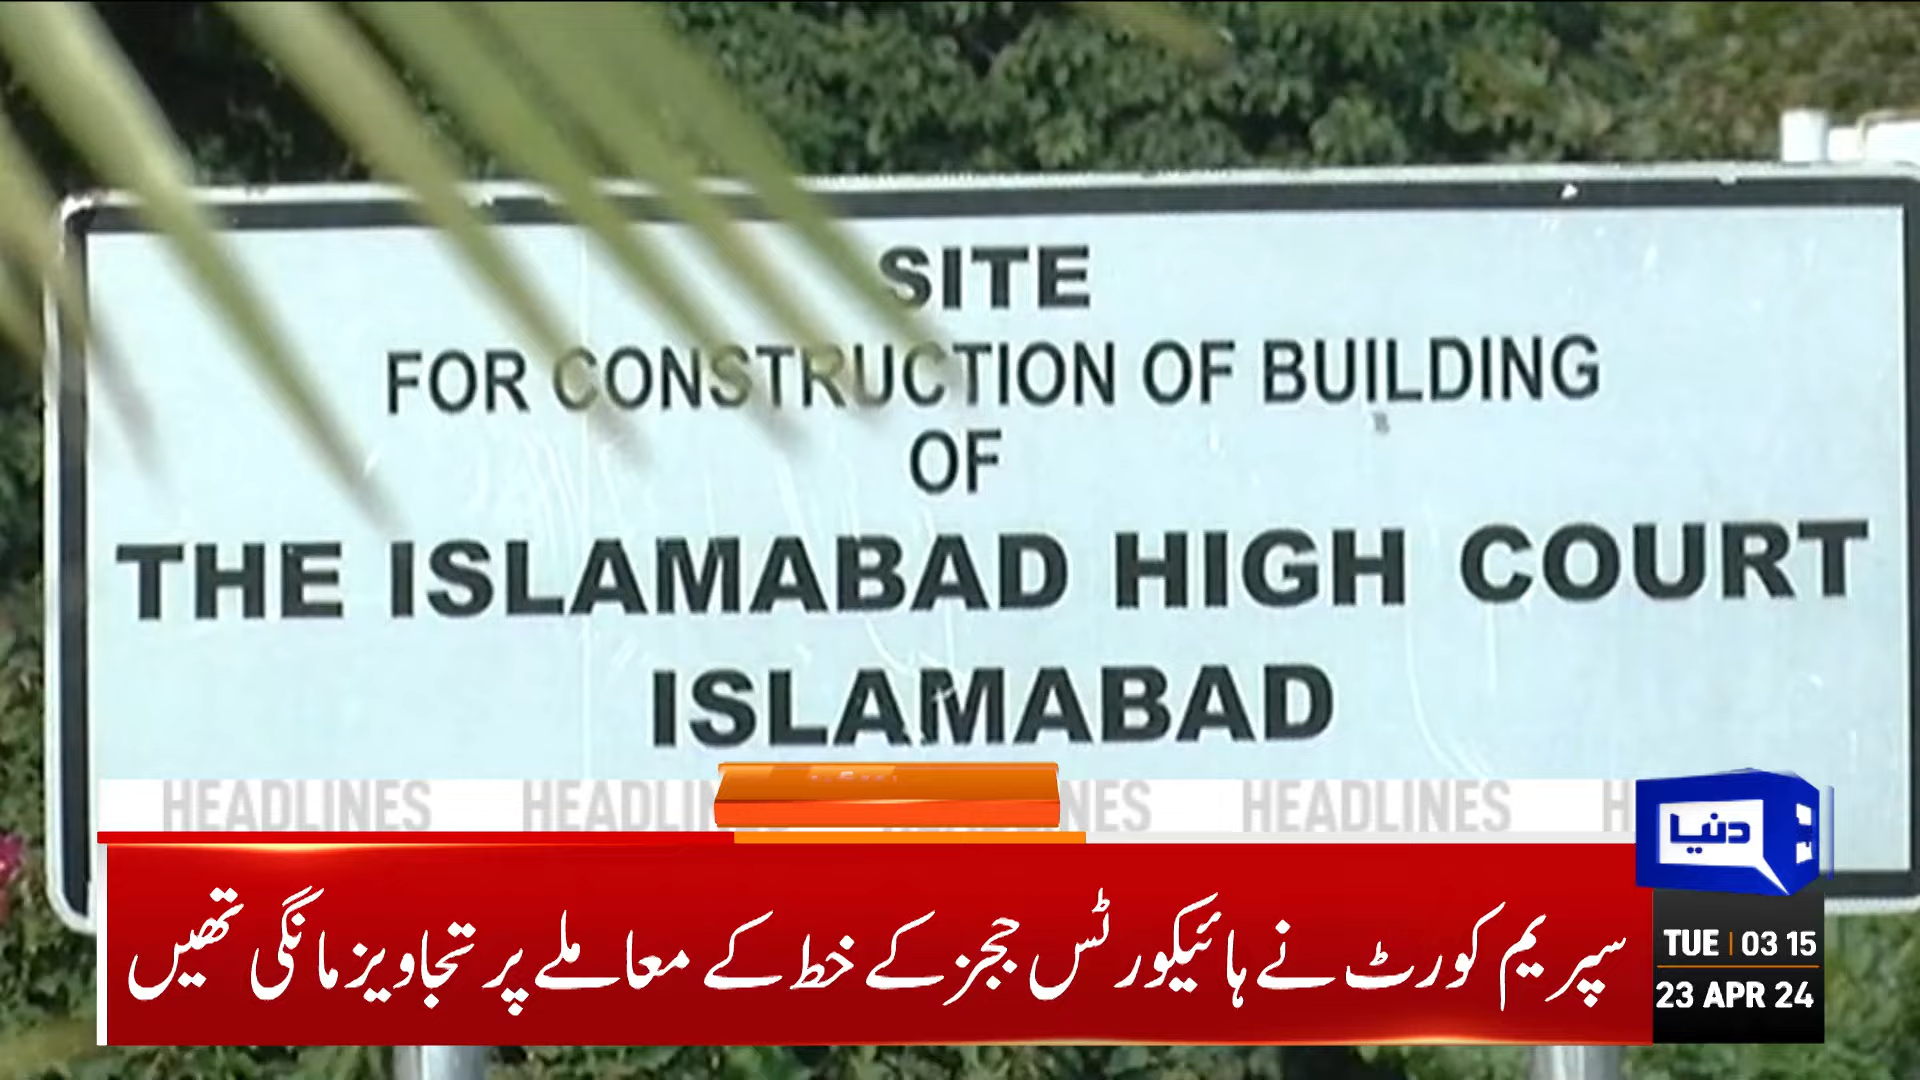 SITE
FOR CONSTRUCTION OF BUILDING
OF
THE ISLAMABAD HIGH COURT
ISLAMABAD
HEADLINES HEADLINES HEADLINES
دنیا
سپریم کورٹ نے ہائیکورٹس ججز کے خط کے معاملے پر تجاویز مانگی تھیں
TUE | 03 15
23 APR 24